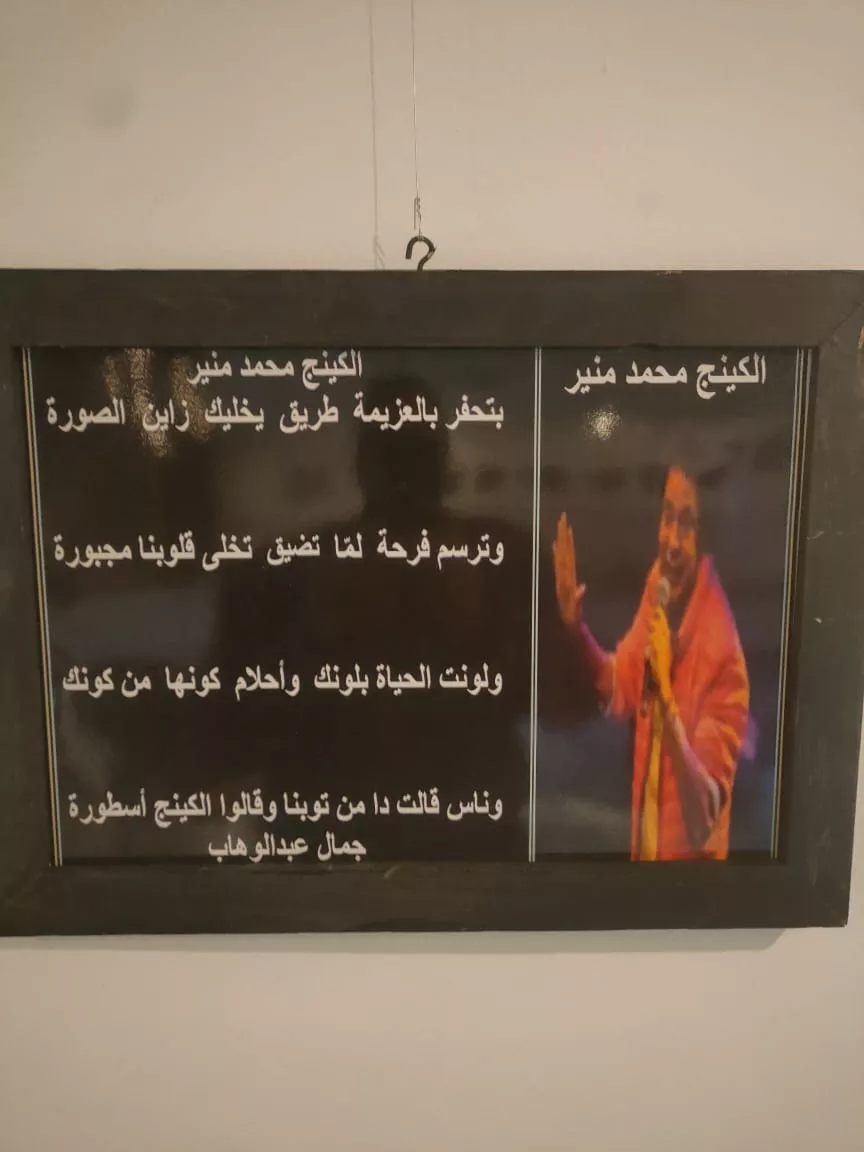 الكينج محمد منير
الكينج محمد منير
بتحفر بالعزيمة طريق يخليك زاين الصورة
وترسم فرحة لمّا تضيق تخلى قلوبنا مجبورة
ولونت الحياة بلونك وأحلام كونها من كونك
وناس قالت دا من توبنا وقالوا الكينج أسطورة
جمال عبدالوهاب